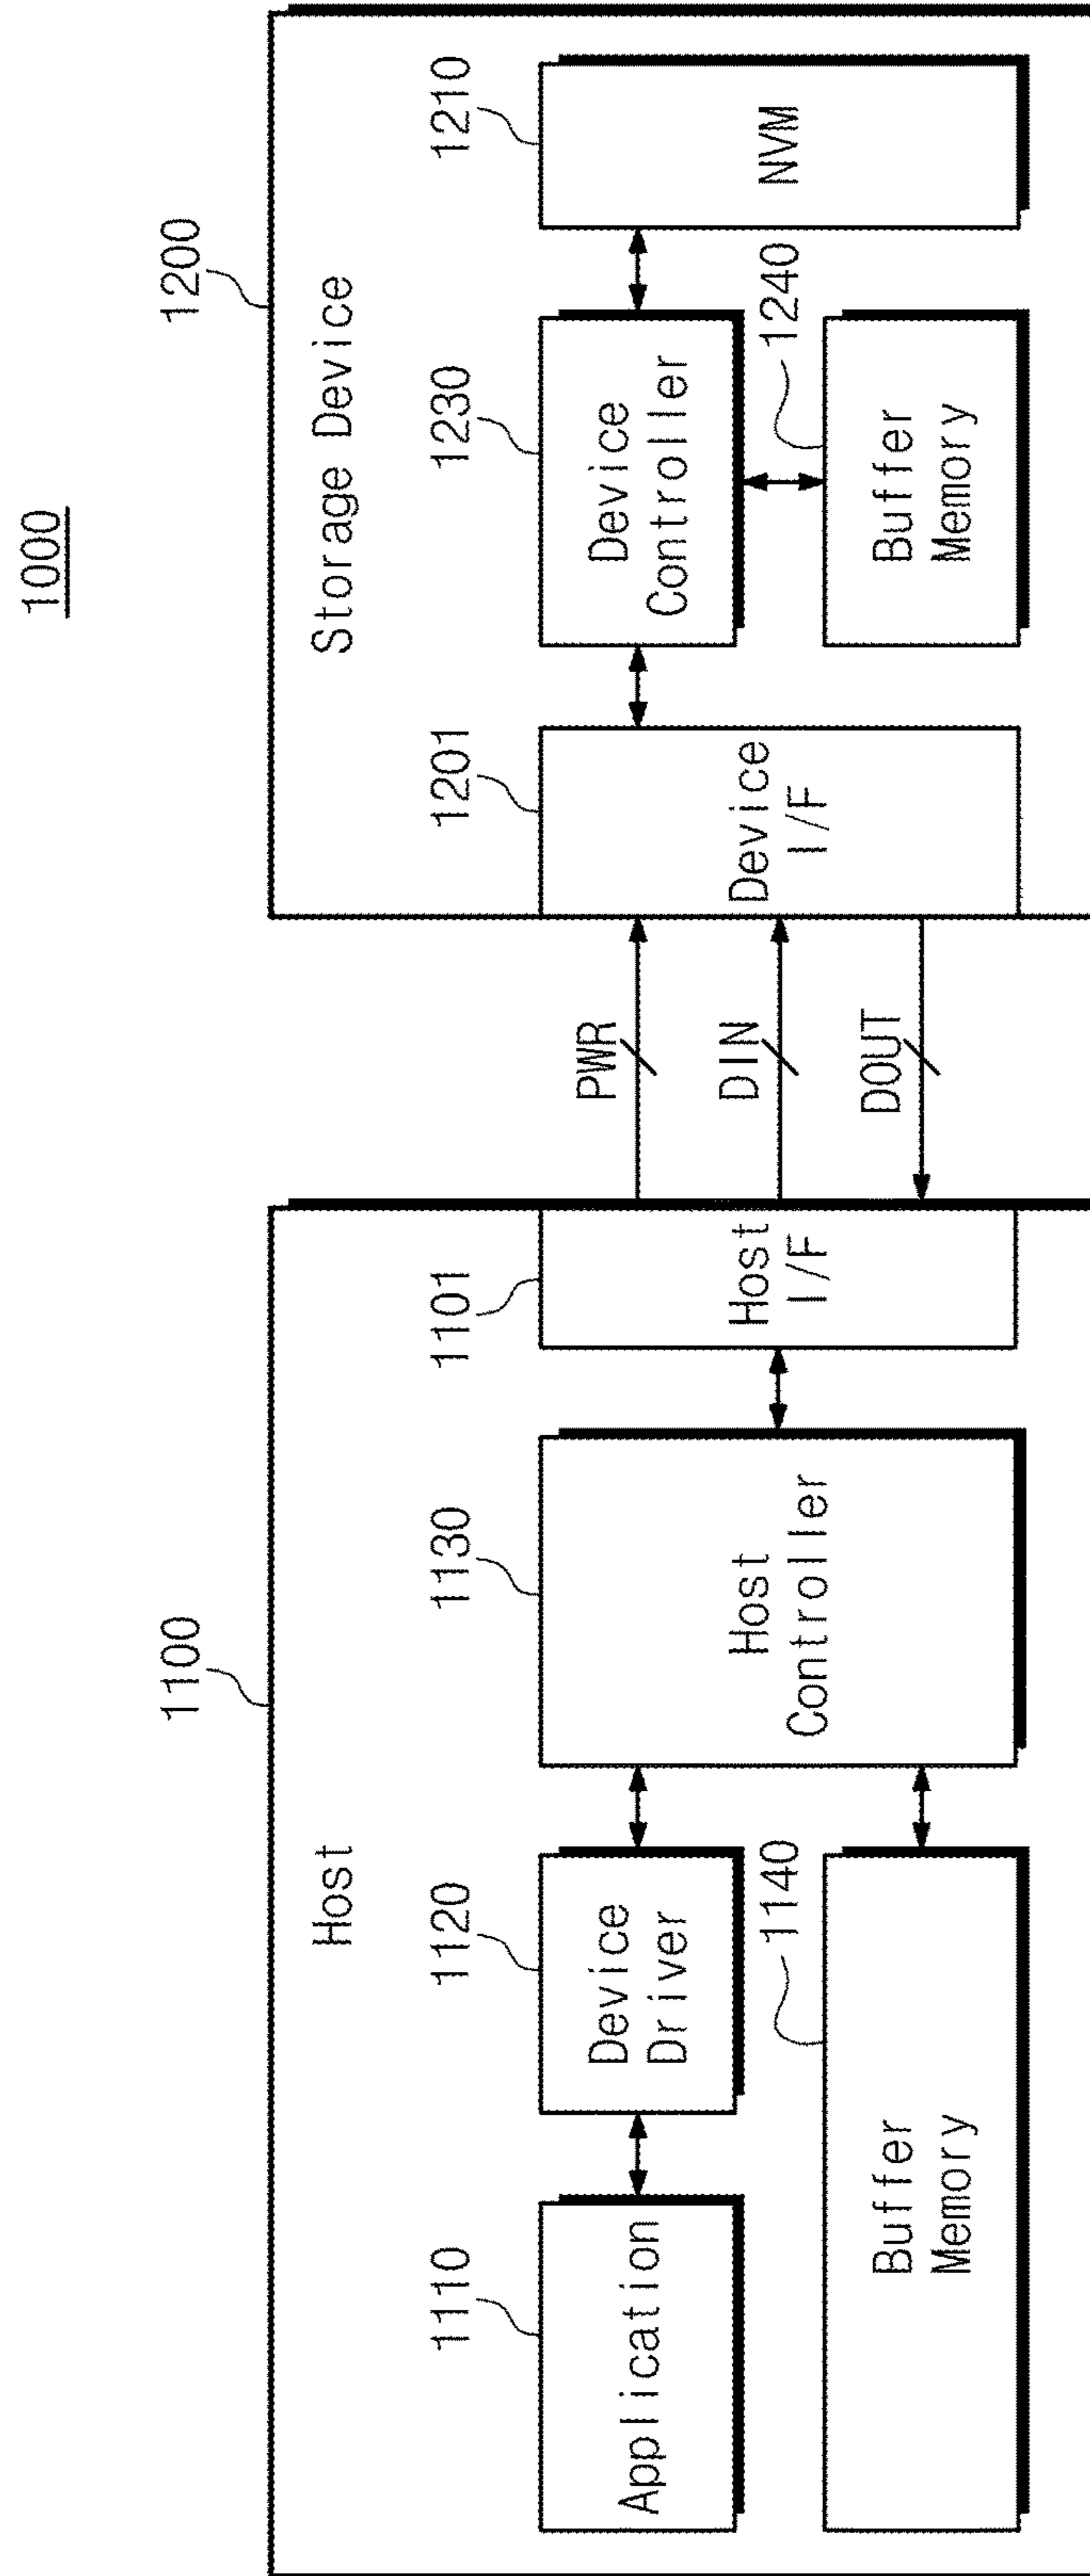 1000
1100
Host
1110
Application
1120
Device
Driver
1130
Host
Controller
1101
Host
I/F
1140
Buffer
Memory
PWR
DIN
DOUT
1200
Storage Device
1201
Device
I/F
1230
Device
Controller
1210
NVM
1240
Buffer
Memory